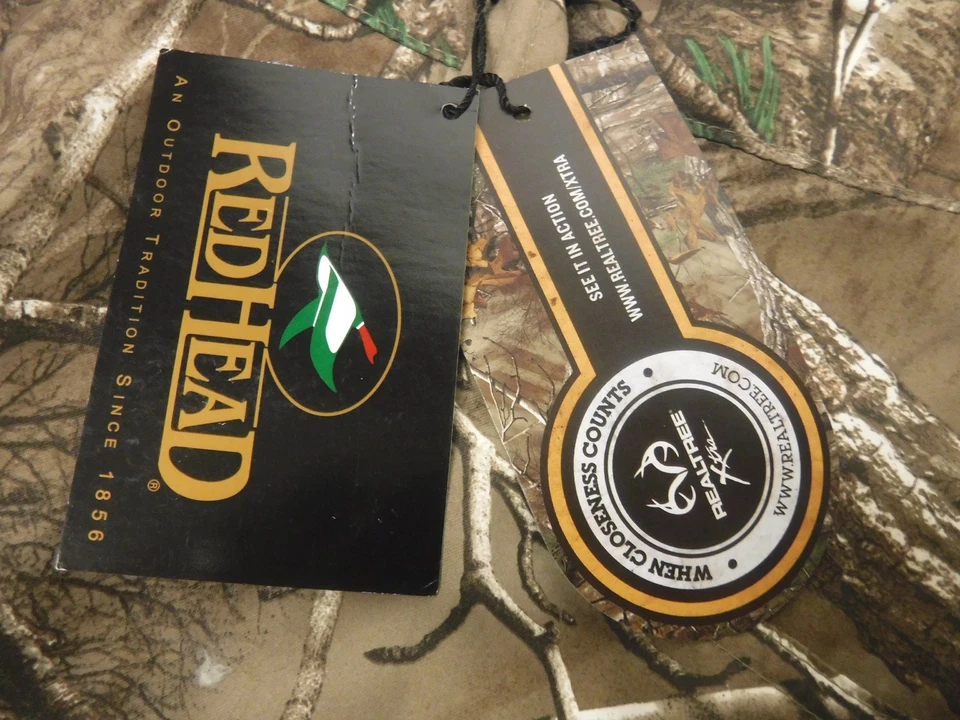 REDHEAD®
AN OUTDOOR TRADITION SINCE 1856
SEE IT IN ACTION
WWW.REALTREE.COM/XTRA
WHEN CLOSENESS COUNTS
REALTREE™
Xtra
WWW.REALTREE.COM